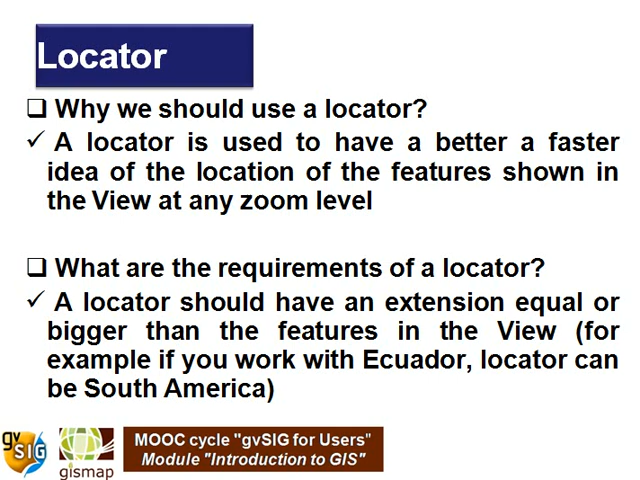 Locator
❑ Why we should use a locator?
✓ A locator is used to have a better a faster
idea of the location of the features shown in
the View at any zoom level
❑ What are the requirements of a locator?
✓ A locator should have an extension equal or
bigger than the features in the View (for
example if you work with Ecuador, locator can
be South America)
gvSIG
gismap
MOOC cycle "gvSIG for Users"
Module "Introduction to GIS"